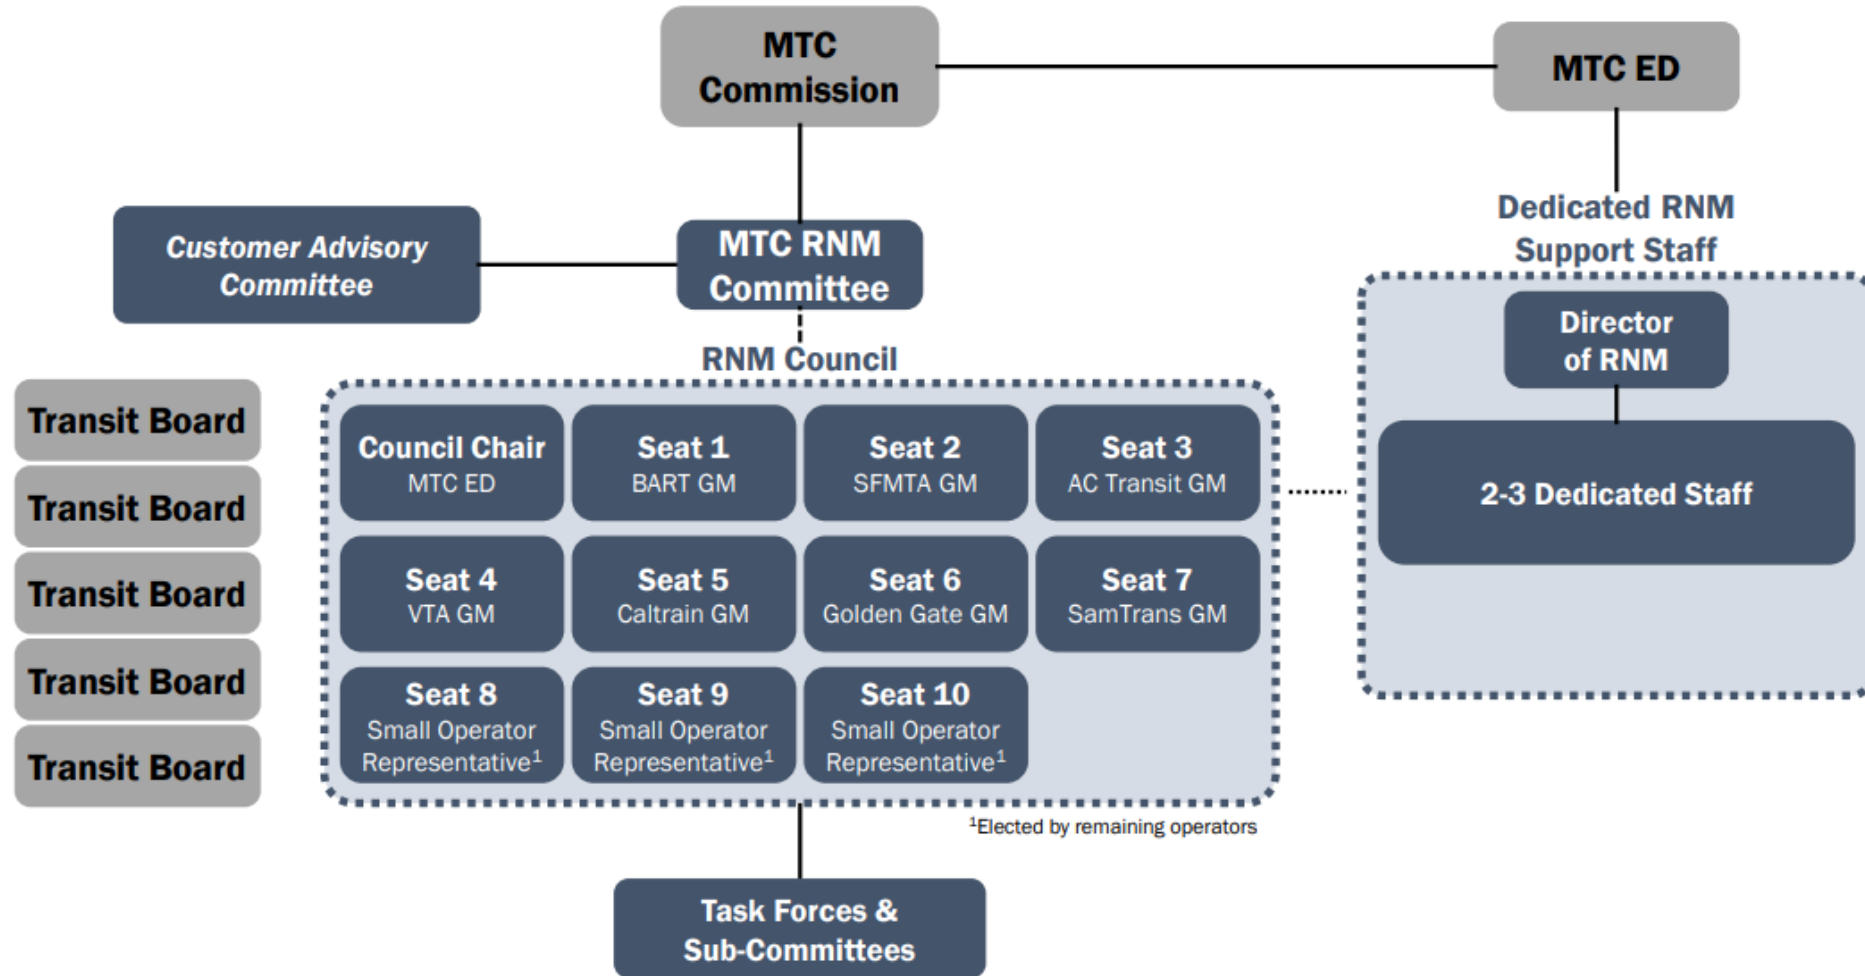 MTC
Commission
MTC ED
Customer Advisory
Committee
MTC RNM
Committee
Dedicated RNM
Support Staff
Director
of RNM
2-3 Dedicated Staff
RNM Council
Transit Board
Transit Board
Transit Board
Transit Board
Transit Board
Council Chair
MTC ED
Seat 1
BART GM
Seat 2
SFMTA GM
Seat 3
AC Transit GM
Seat 4
VTA GM
Seat 5
Caltrain GM
Seat 6
Golden Gate GM
Seat 7
SamTrans GM
Seat 8
Small Operator
Representative¹
Seat 9
Small Operator
Representative¹
Seat 10
Small Operator
Representative¹
¹Elected by remaining operators
Task Forces &
Sub-Committees